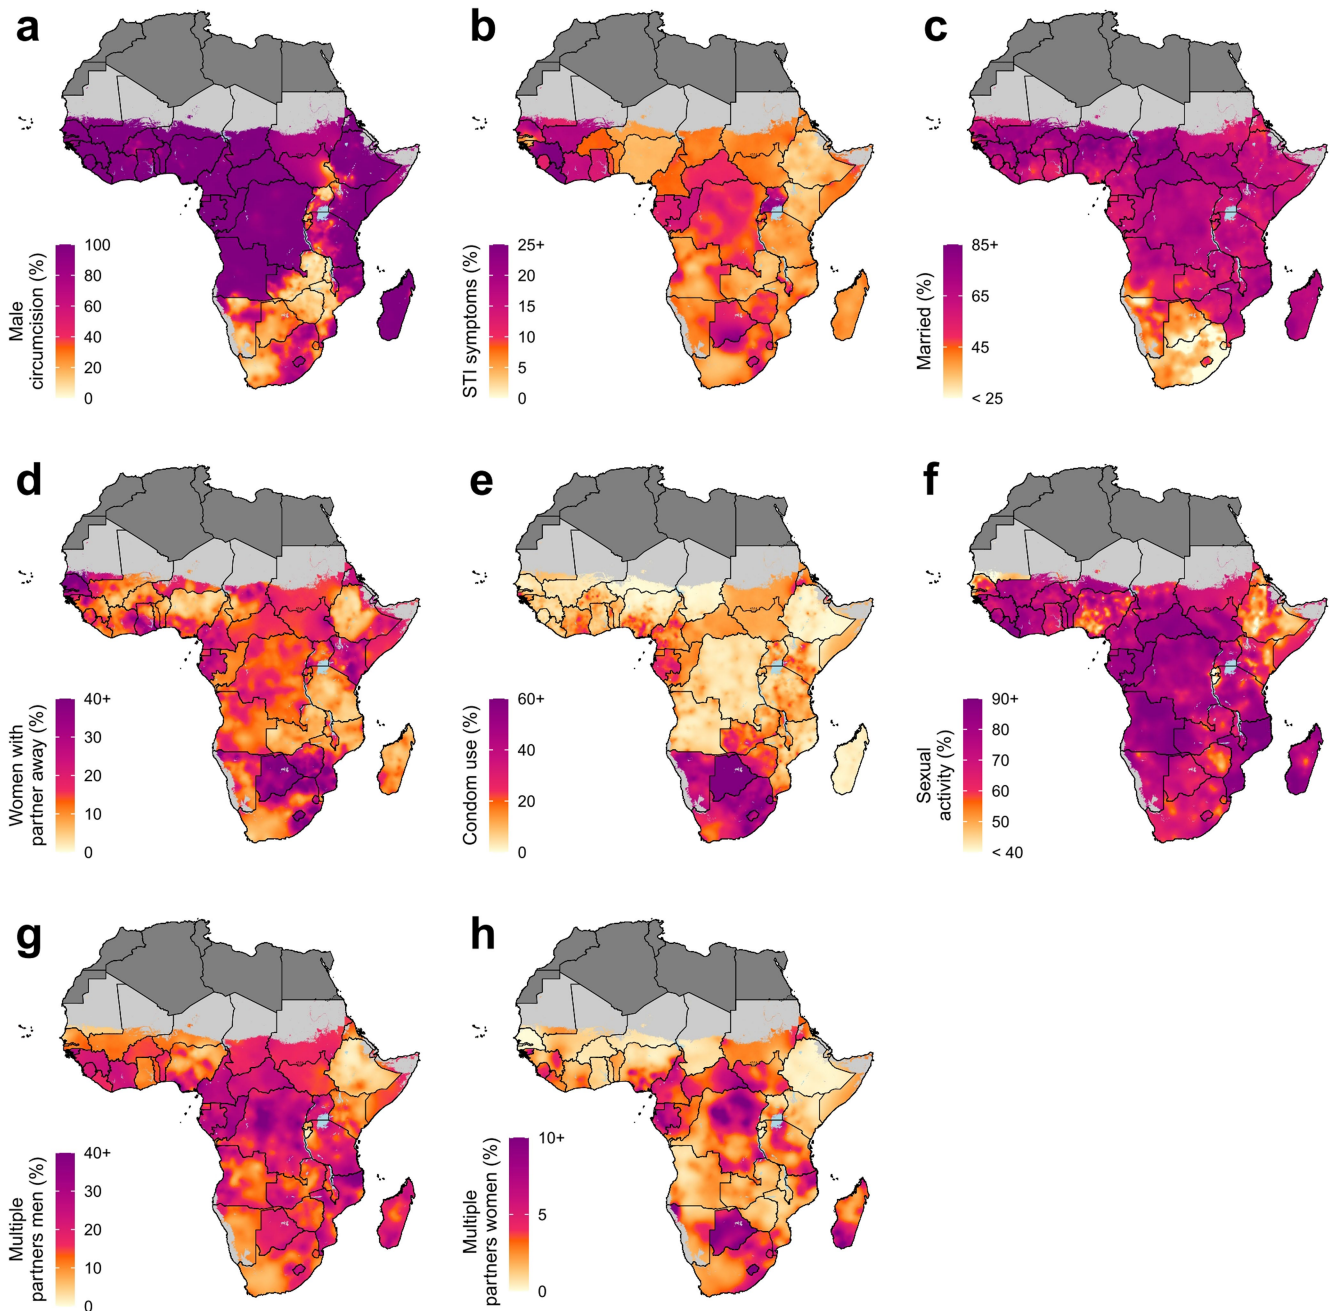 a
b
c
Male
circumcision (%)
100
80
60
40
20
0
STI symptoms (%)
25+
20
15
10
5
0
Married (%)
85+
65
45
< 25
d
e
f
Women with
partner away (%)
40+
30
20
10
0
Condom use (%)
60+
40
20
0
Sexual
activity (%)
90+
80
70
60
50
< 40
g
h
Multiple
partners men (%)
40+
30
20
10
0
Multiple
partners women (%)
10+
5
0